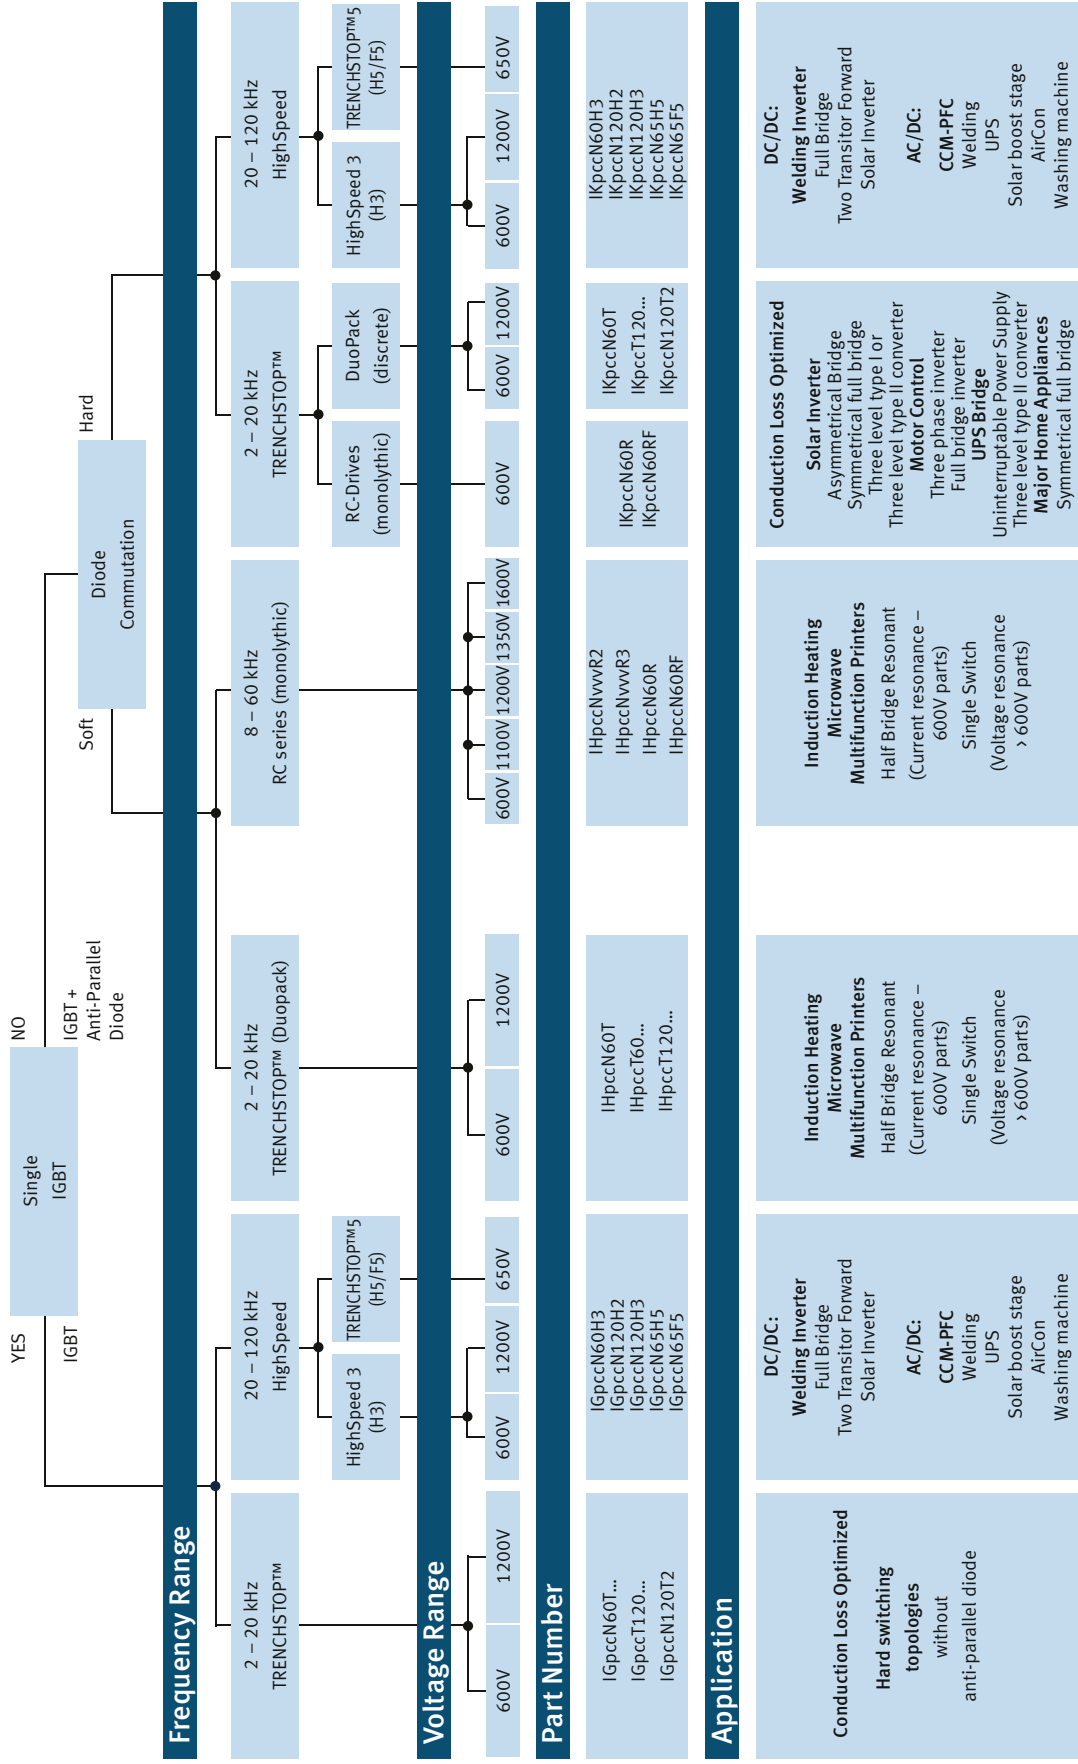 Single
IGBT
YES
IGBT
NO
IGBT +
Anti-Parallel
Diode
Diode
Commutation
Soft
Hard
Frequency Range
2 – 20 kHz
TRENCHSTOP™
20 – 120 kHz
HighSpeed
2 – 20 kHz
TRENCHSTOP™ (Duopack)
8 – 60 kHz
RC series (monolythic)
2 – 20 kHz
TRENCHSTOP™
20 – 120 kHz
HighSpeed
HighSpeed 3
(H3)
TRENCHSTOP™5
(H5/F5)
RC-Drives
(monolythic)
DuoPack
(discrete)
HighSpeed 3
(H3)
TRENCHSTOP™5
(H5/F5)
Voltage Range
600V
1200V
600V
1200V
650V
600V
1200V
600V
1100V
1200V
1350V
1600V
600V
600V
1200V
600V
1200V
650V
Part Number
IGpccN60T...
IGpccT120...
IGpccN120T2
IGpccN60H3
IGpccN120H2
IGpccN120H3
IGpccN65H5
IGpccN65F5
IHpccN60T
IHpccT60...
IHpccT120...
IHpccNvvvR2
IHpccNvvvR3
IHpccN60R
IHpccN60RF
IKpccN60R
IKpccN60RF
IKpccN60T
IKpccT120...
IKpccN120T2
IKpccN60H3
IKpccN120H2
IKpccN120H3
IKpccN65H5
IKpccN65F5
Application
Conduction Loss Optimized
Hard switching
topologies
without
anti-parallel diode
DC/DC:
Welding Inverter
Full Bridge
Two Transitor Forward
Solar Inverter
AC/DC:
CCM-PFC
Welding
UPS
Solar boost stage
AirCon
Washing machine
Induction Heating
Microwave
Multifunction Printers
Half Bridge Resonant
(Current resonance –
600V parts)
Single Switch
(Voltage resonance
› 600V parts)
Induction Heating
Microwave
Multifunction Printers
Half Bridge Resonant
(Current resonance –
600V parts)
Single Switch
(Voltage resonance
› 600V parts)
Conduction Loss Optimized
Solar Inverter
Asymmetrical Bridge
Symmetrical full bridge
Three level type I or
Three level type II converter
Motor Control
Three phase inverter
Full bridge inverter
UPS Bridge
Uninterruptable Power Supply
Three level type II converter
Major Home Appliances
Symmetrical full bridge
DC/DC:
Welding Inverter
Full Bridge
Two Transitor Forward
Solar Inverter
AC/DC:
CCM-PFC
Welding
UPS
Solar boost stage
AirCon
Washing machine